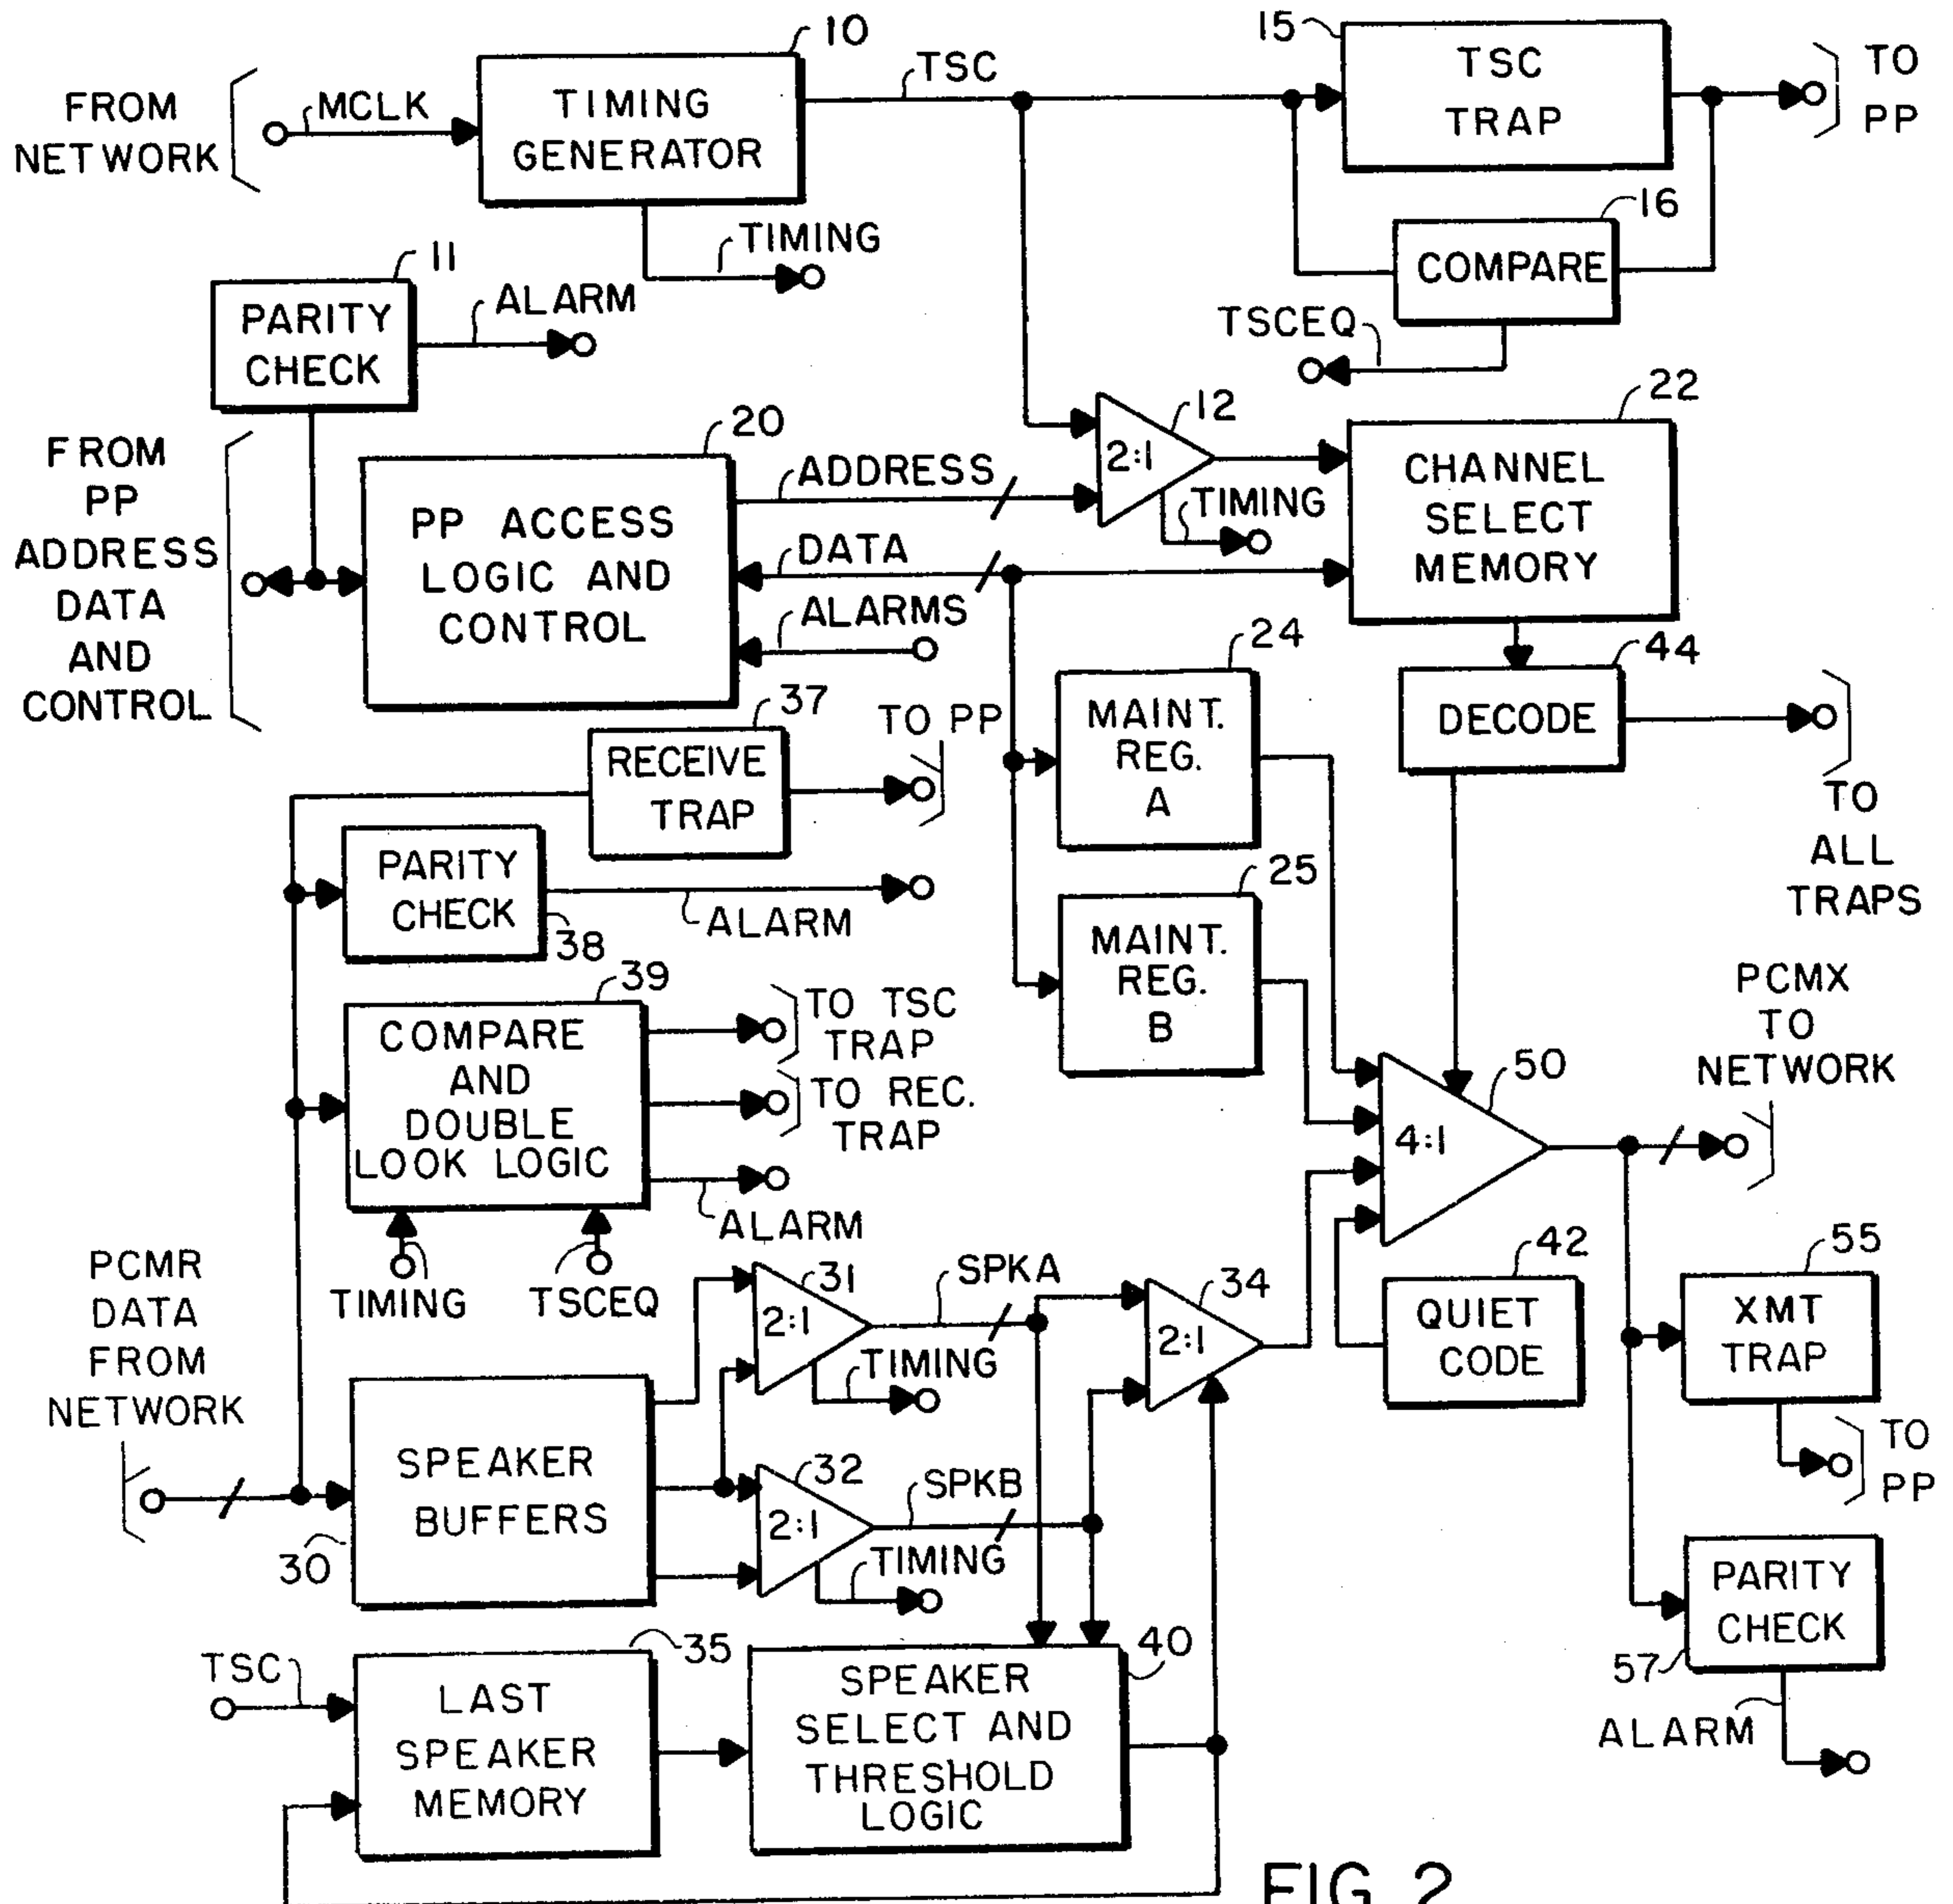 10
15
FROM
NETWORK
MCLK
TIMING
GENERATOR
TSC
TSC
TRAP
TO
PP
TIMING
16
COMPARE
TSCEQ
11
PARITY
CHECK
ALARM
FROM
PP
ADDRESS
DATA
AND
CONTROL
20
PP ACCESS
LOGIC AND
CONTROL
ADDRESS
DATA
ALARMS
12
2:1
TIMING
22
CHANNEL
SELECT
MEMORY
24
MAINT.
REG.
A
44
DECODE
TO
ALL
TRAPS
37
RECEIVE
TRAP
TO PP
PARITY
CHECK
38
ALARM
25
MAINT.
REG.
B
39
COMPARE
AND
DOUBLE
LOOK LOGIC
TO TSC
TRAP
TO REC.
TRAP
ALARM
TIMING
TSCEQ
PCMX
TO
NETWORK
50
4:1
PCMR
DATA
FROM
NETWORK
SPEAKER
BUFFERS
30
31
2:1
SPKA
TIMING
32
2:1
SPKB
TIMING
34
2:1
42
QUIET
CODE
55
XMT
TRAP
TO
PP
PARITY
CHECK
57
ALARM
TSC
35
LAST
SPEAKER
MEMORY
40
SPEAKER
SELECT AND
THRESHOLD
LOGIC
FIG. 2